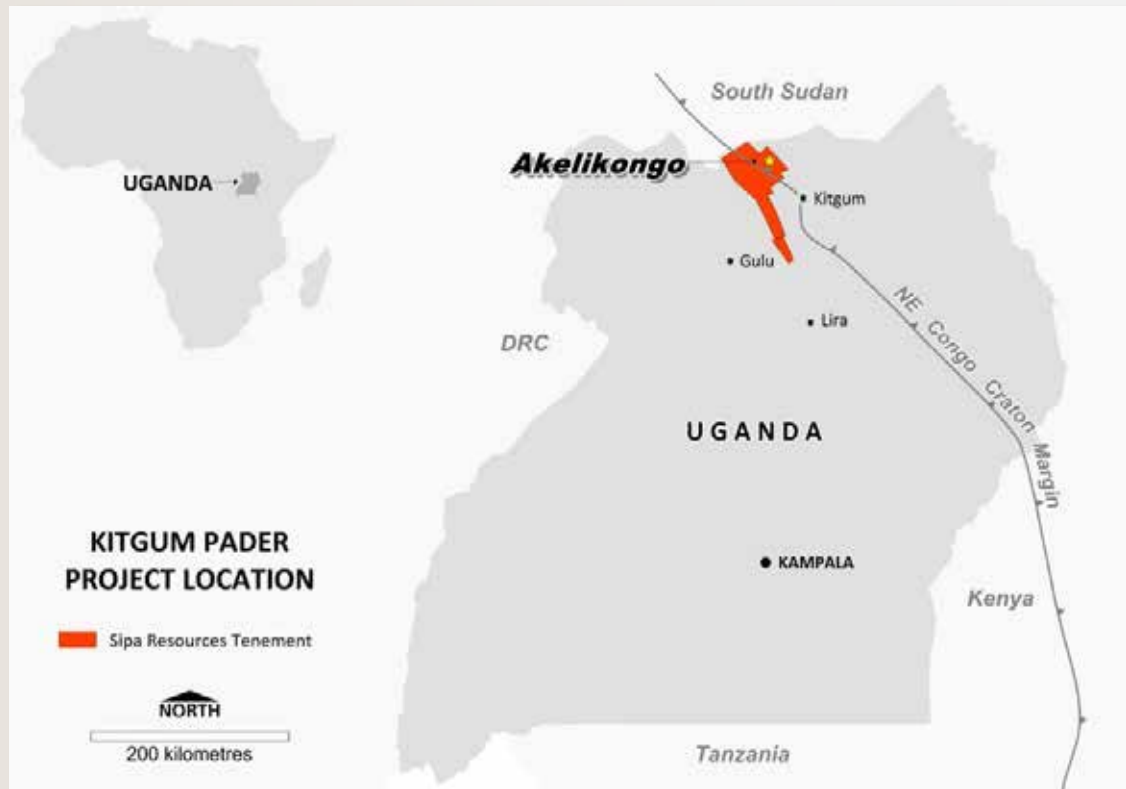 South Sudan
Akelikongo
UGANDA
Kitgum
Gulu
Lira
NE Congo Craton Margin
DRC
UGANDA
KITGUM PADER
PROJECT LOCATION
KAMPALA
Kenya
Sipa Resources Tenement
NORTH
200 kilometres
Tanzania